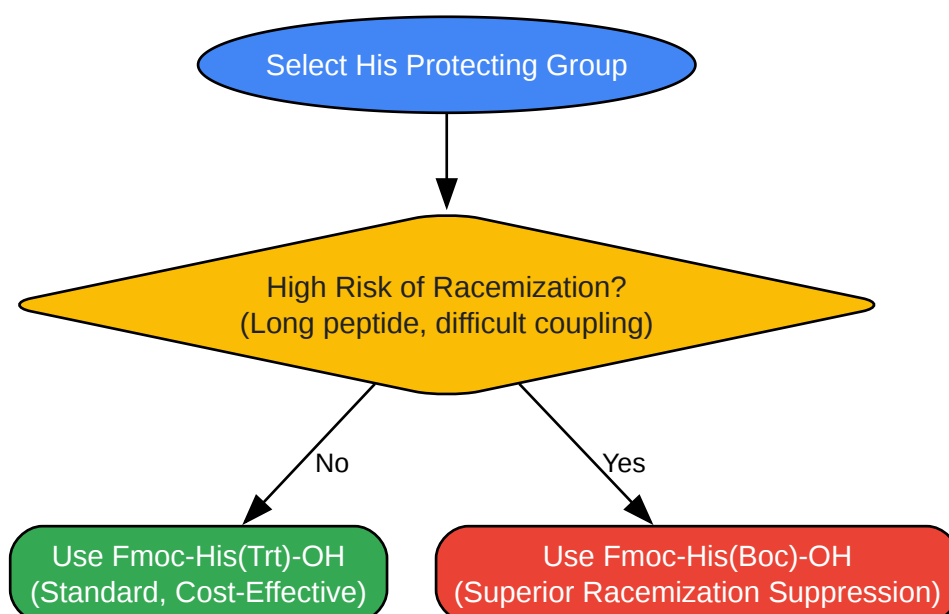 Select His Protecting Group
High Risk of Racemization?
(Long peptide, difficult coupling)
No
Yes
Use Fmoc-His(Trt)-OH
(Standard, Cost-Effective)
Use Fmoc-His(Boc)-OH
(Superior Racemization Suppression)